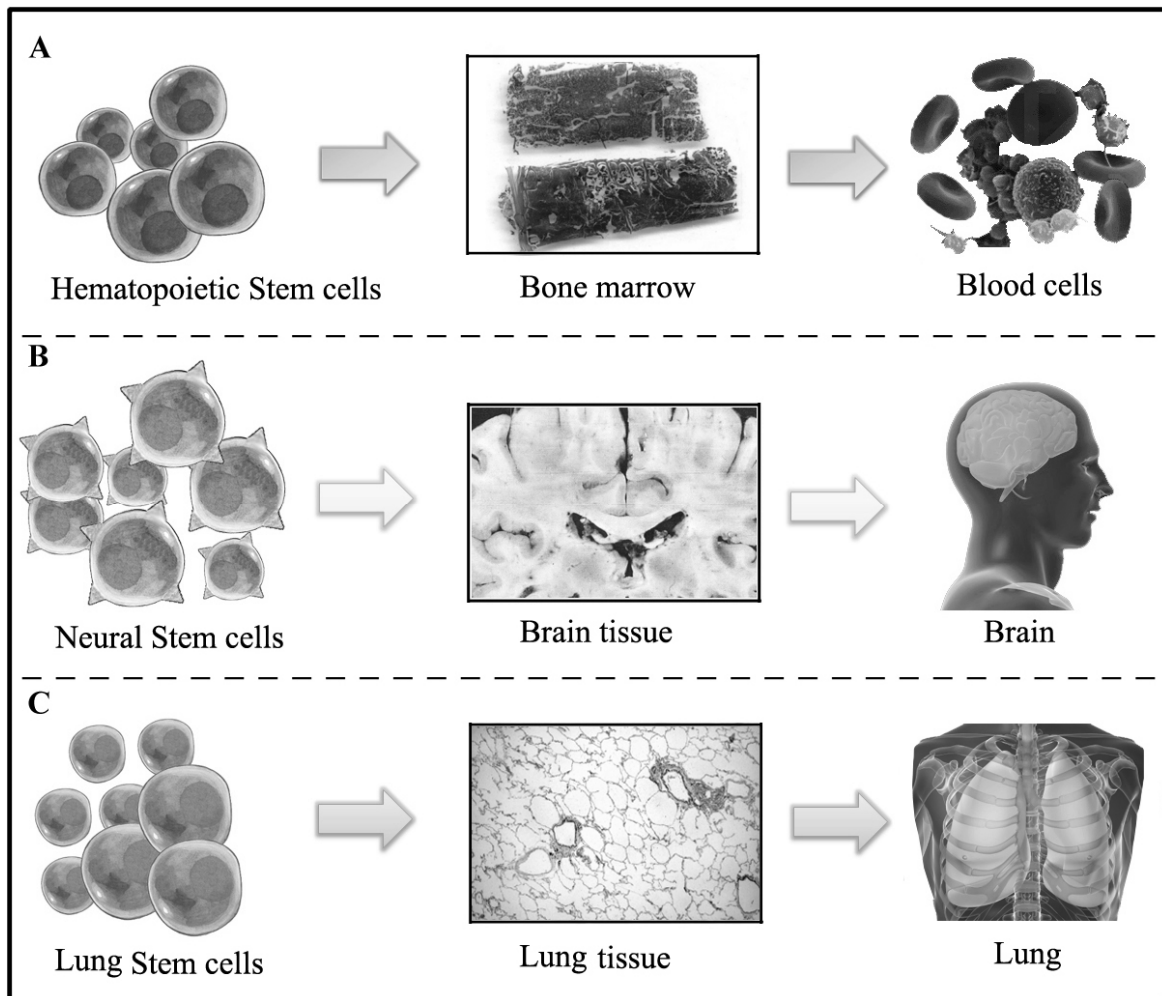 A
Hematopoietic Stem cells
Bone marrow
Blood cells
B
Neural Stem cells
Brain tissue
Brain
C
Lung Stem cells
Lung tissue
Lung